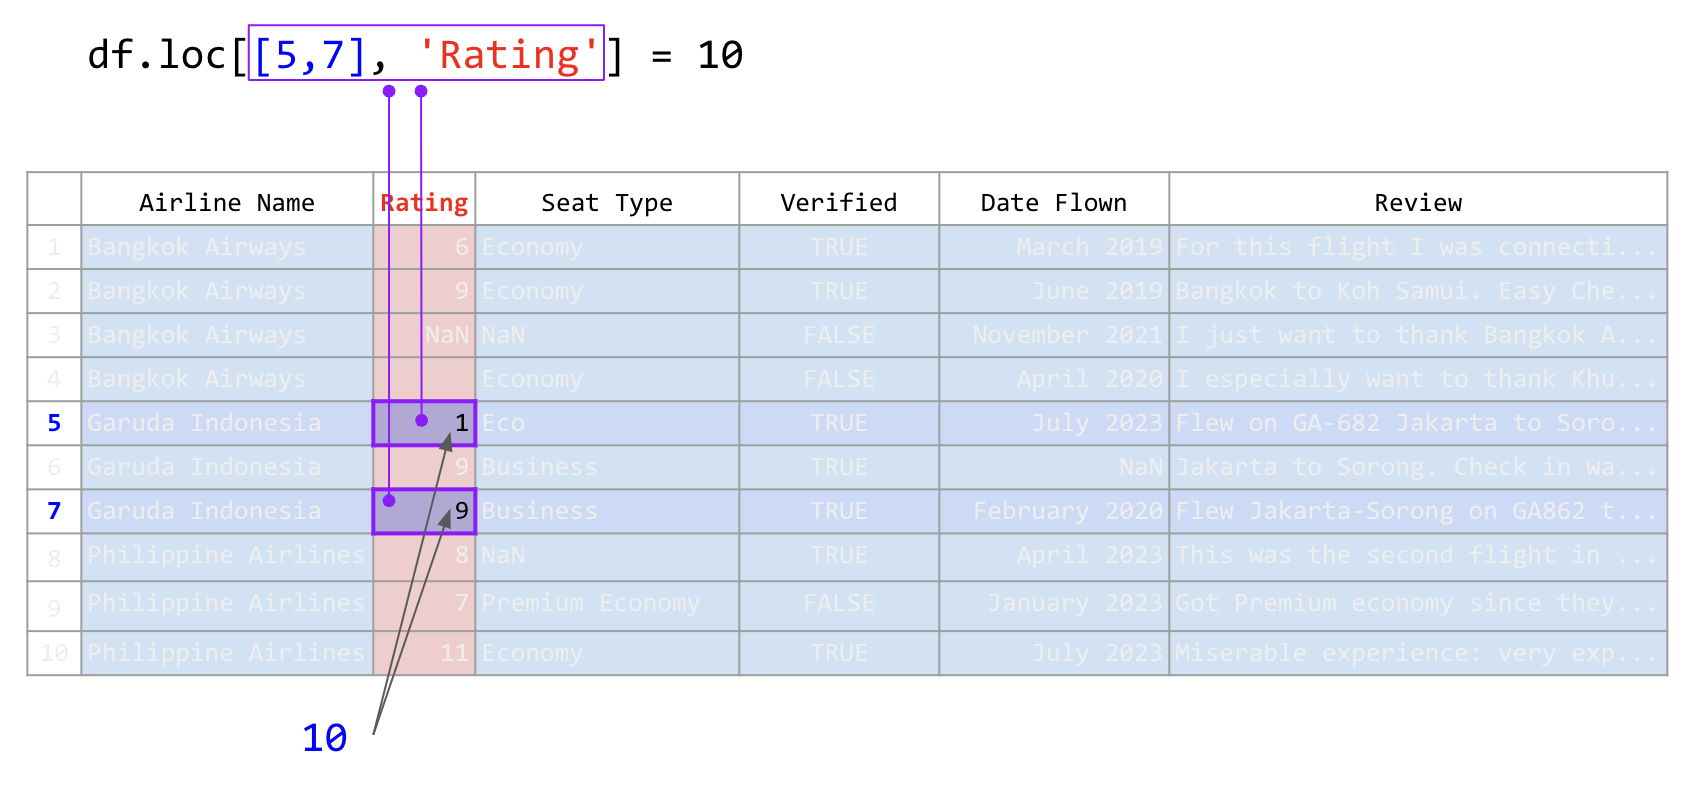 df.loc[[5,7], 'Rating'] = 10
Airline Name Rating Seat Type Verified Date Flown Review
1 Bangkok Airways 6 Economy TRUE March 2019 For this flight I was connecti...
2 Bangkok Airways 9 Economy TRUE June 2019 Bangkok to Koh Samui. Easy Che...
3 Bangkok Airways NaN NaN FALSE November 2021 I just want to thank Bangkok A...
4 Bangkok Airways Economy FALSE April 2020 I especially want to thank Khu...
5 Garuda Indonesia 1 Eco TRUE July 2023 Flew on GA-682 Jakarta to Soro...
6 Garuda Indonesia 9 Business TRUE NaN Jakarta to Sorong. Check in wa...
7 Garuda Indonesia 9 Business TRUE February 2020 Flew Jakarta-Sorong on GA862 t...
8 Philippine Airlines 8 NaN TRUE April 2023 This was the second flight in ...
9 Philippine Airlines 7 Premium Economy FALSE January 2023 Got Premium economy since they...
10 Philippine Airlines 11 Economy TRUE July 2023 Miserable experience: very exp...
10